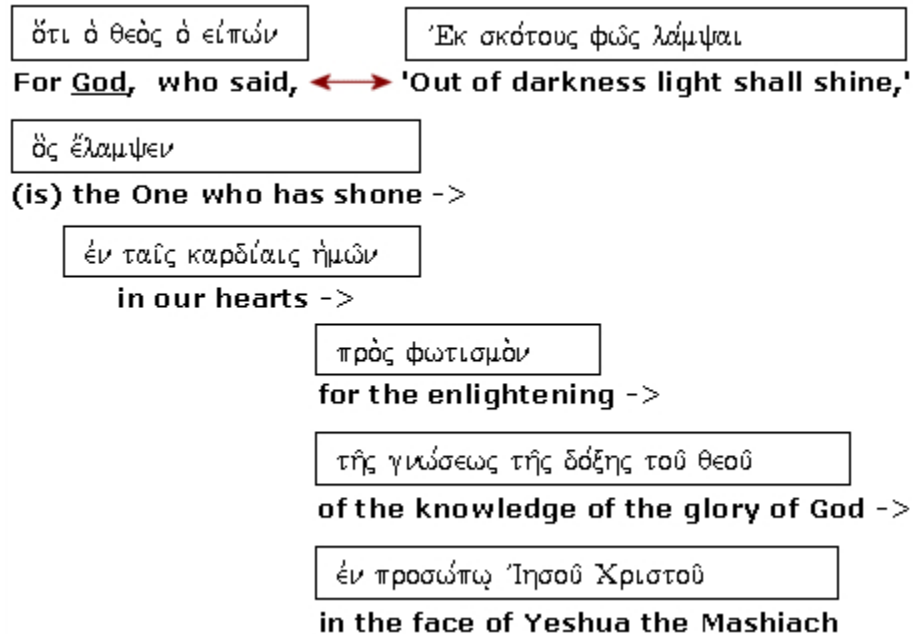 ὅτι ὁ θεὸς ὁ εἰπών Ἐκ σκότους φῶς λάμψαι
For God, who said, 'Out of darkness light shall shine,'
ὃς ἔλαμψεν
(is) the One who has shone ->
ἐν ταῖς καρδίαις ἡμῶν
in our hearts ->
πρὸς φωτισμὸν
for the enlightening ->
τῆς γνώσεως τῆς δόξης τοῦ θεοῦ
of the knowledge of the glory of God ->
ἐν προσώπῳ Ἰησοῦ Χριστοῦ
in the face of Yeshua the Mashiach